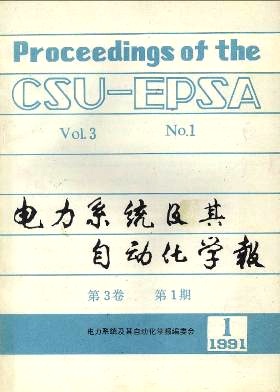 Proceedings of the
CSU-EPSA
Vol.3 No.1
电力系统及其
自动化学报
第3卷 第1期
电力系统及其自动化学报编委会
1
1991